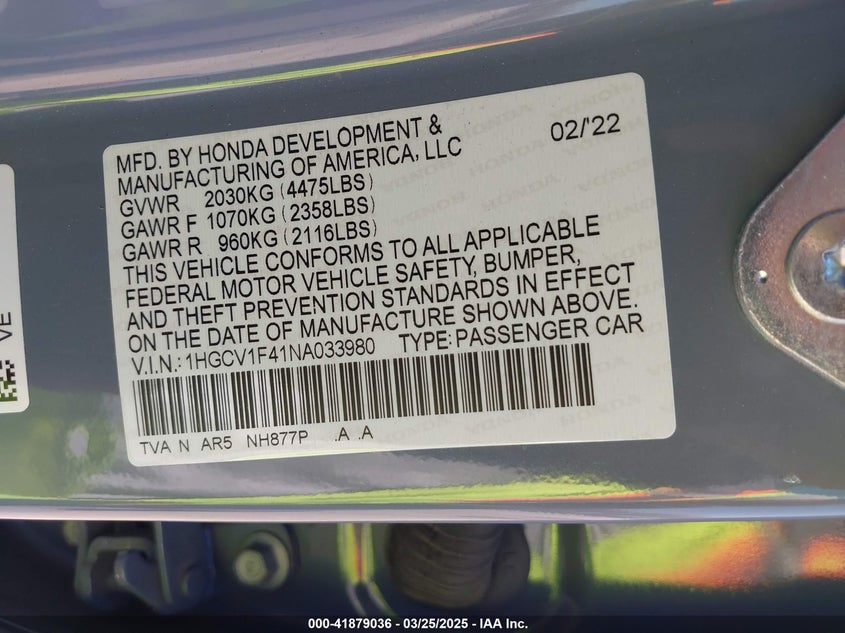 MFD. BY HONDA DEVELOPMENT &
MANUFACTURING OF AMERICA, LLC 02/'22
GVWR 2030KG (4475LBS)
GAWR F 1070KG (2358LBS)
GAWR R 960KG (2116LBS)
THIS VEHICLE CONFORMS TO ALL APPLICABLE
FEDERAL MOTOR VEHICLE SAFETY, BUMPER,
AND THEFT PREVENTION STANDARDS IN EFFECT
ON THE DATE OF MANUFACTURE SHOWN ABOVE.
V.I.N.: 1HGCV1F41NA033980 TYPE: PASSENGER CAR
TVA N AR5 NH877P .A .A
VE
000-41879036 - 03/25/2025 - IAA Inc.